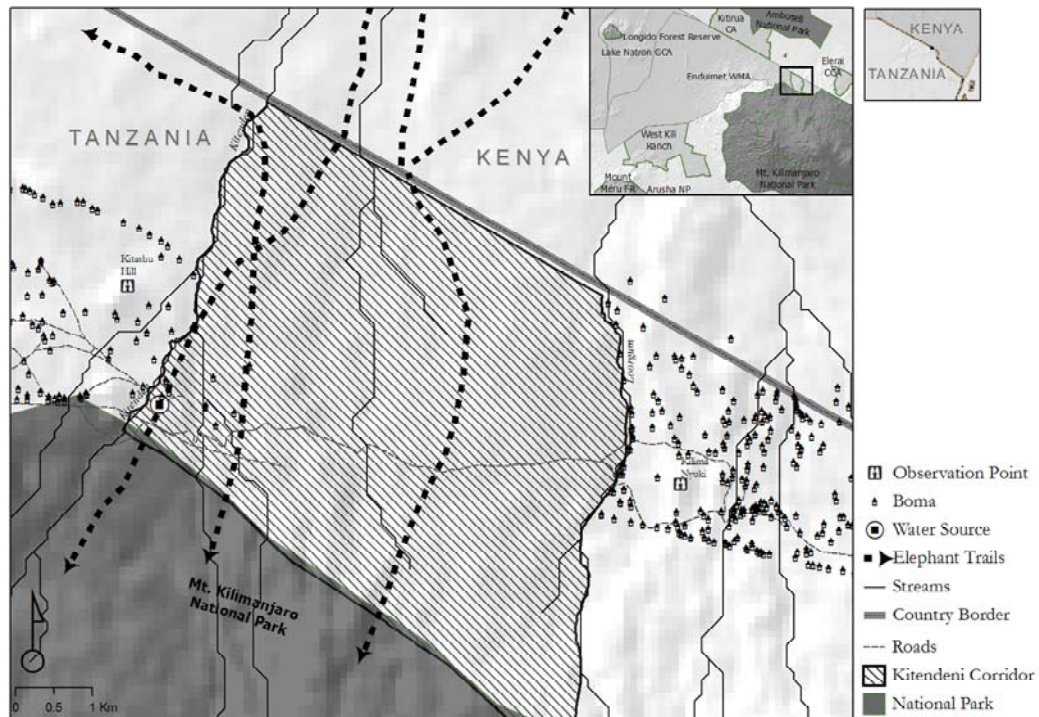 TANZANIA
KENYA
Kitashu
Hill
Loorgum
Kilima
Nyuki
Mt. Kilimanjaro
National Park
0 0.5 1 Km
Kitirua
CA
Amboseli
National Park
Longido Forest Reserve
Lake Natron GCA
Enduimet WMA
Elerai
CCA
West Kili
Ranch
Mt. Kilimanjaro
National Park
Mount
Meru FR
Arusha NP
KENYA
TANZANIA
Observation Point
Boma
Water Source
Elephant Trails
Streams
Country Border
Roads
Kitendeni Corridor
National Park